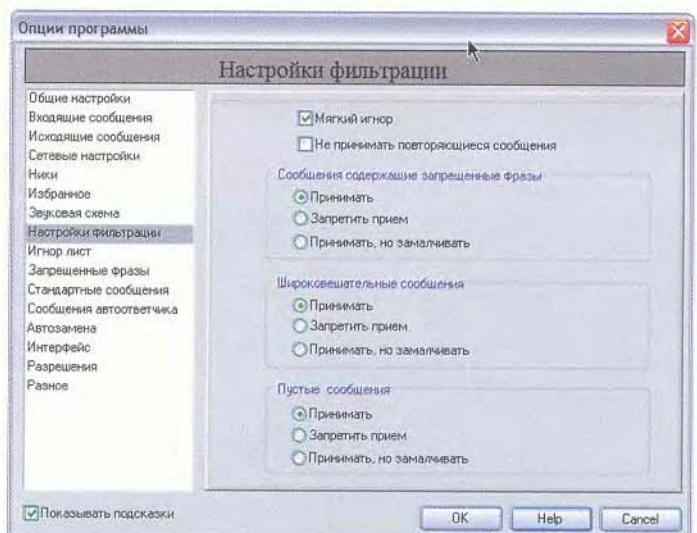 Опции программы
Настройки фильтрации
Общие настройки
Входящие сообщения
Исходящие сообщения
Сетевые настройки
Ники
Избранное
Звуковая схема
Настройки фильтрации
Игнор лист
Запрещенные фразы
Стандартные сообщения
Сообщения автоответчика
Автозамена
Интерфейс
Разрешения
Разное
Мягкий игнор
Не принимать повторяющиеся сообщения
Сообщения содержащие запрещенные фразы
Принимать
Запретить прием
Принимать, но замалчивать
Широковещательные сообщения
Принимать
Запретить прием
Принимать, но замалчивать
Пустые сообщения
Принимать
Запретить прием
Принимать, но замалчивать
Показывать подсказки
OK
Help
Cancel